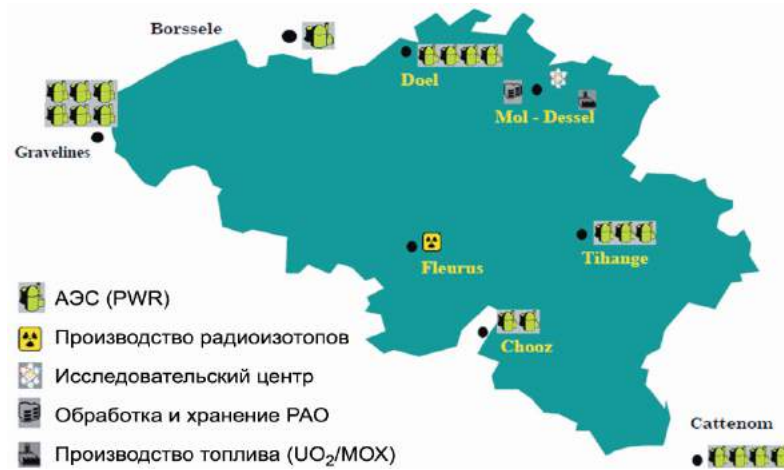 Borssele
Doel
Mol - Dessel
Gravelines
Fleurus
Tihange
Chooz
Cattenom
АЭС (PWR)
Производство радиоизотопов
Исследовательский центр
Обработка и хранение РАО
Производство топлива (UO₂/MOX)